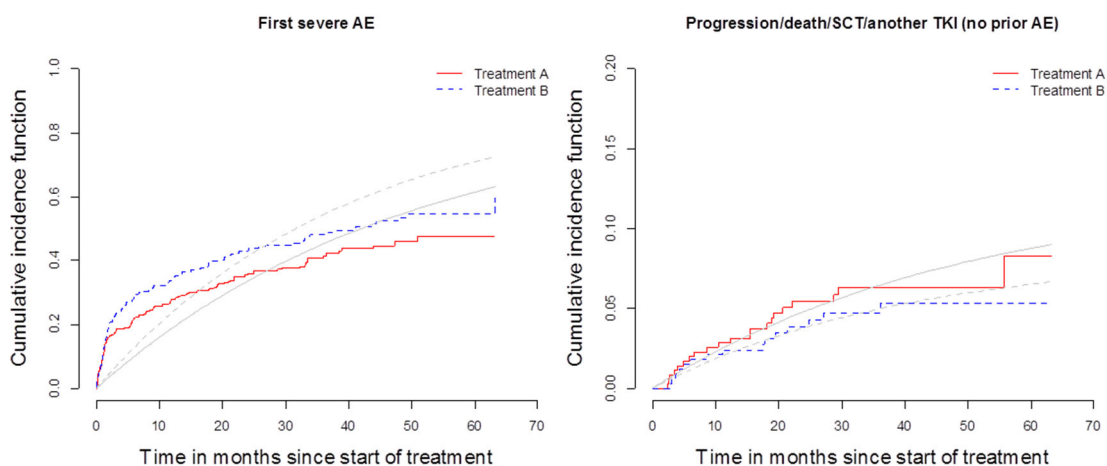 First severe AE
Treatment A
Treatment B
Cumulative incidence function
1.0
0.8
0.6
0.4
0.2
0.0
0 10 20 30 40 50 60 70
Time in months since start of treatment
Progression/death/SCT/another TKI (no prior AE)
Treatment A
Treatment B
Cumulative incidence function
0.20
0.15
0.10
0.05
0.00
0 10 20 30 40 50 60 70
Time in months since start of treatment